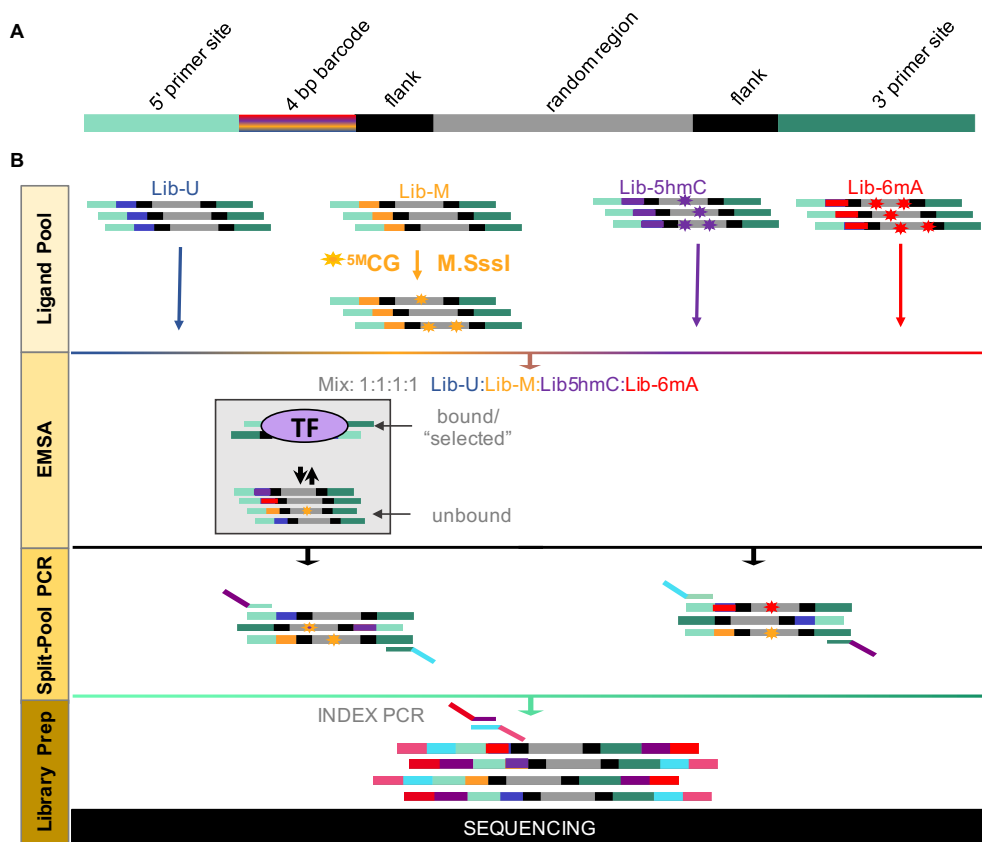 A
5' primer site
4 bp barcode
flank
random region
flank
3' primer site
B
Ligand Pool
Lib-U
Lib-M
Lib-5hmC
Lib-6mA
5MCG
M.SssI
EMSA
Mix: 1:1:1:1 Lib-U:Lib-M:Lib5hmC:Lib-6mA
TF
bound/
“selected”
unbound
Split-Pool PCR
Library Prep
INDEX PCR
SEQUENCING